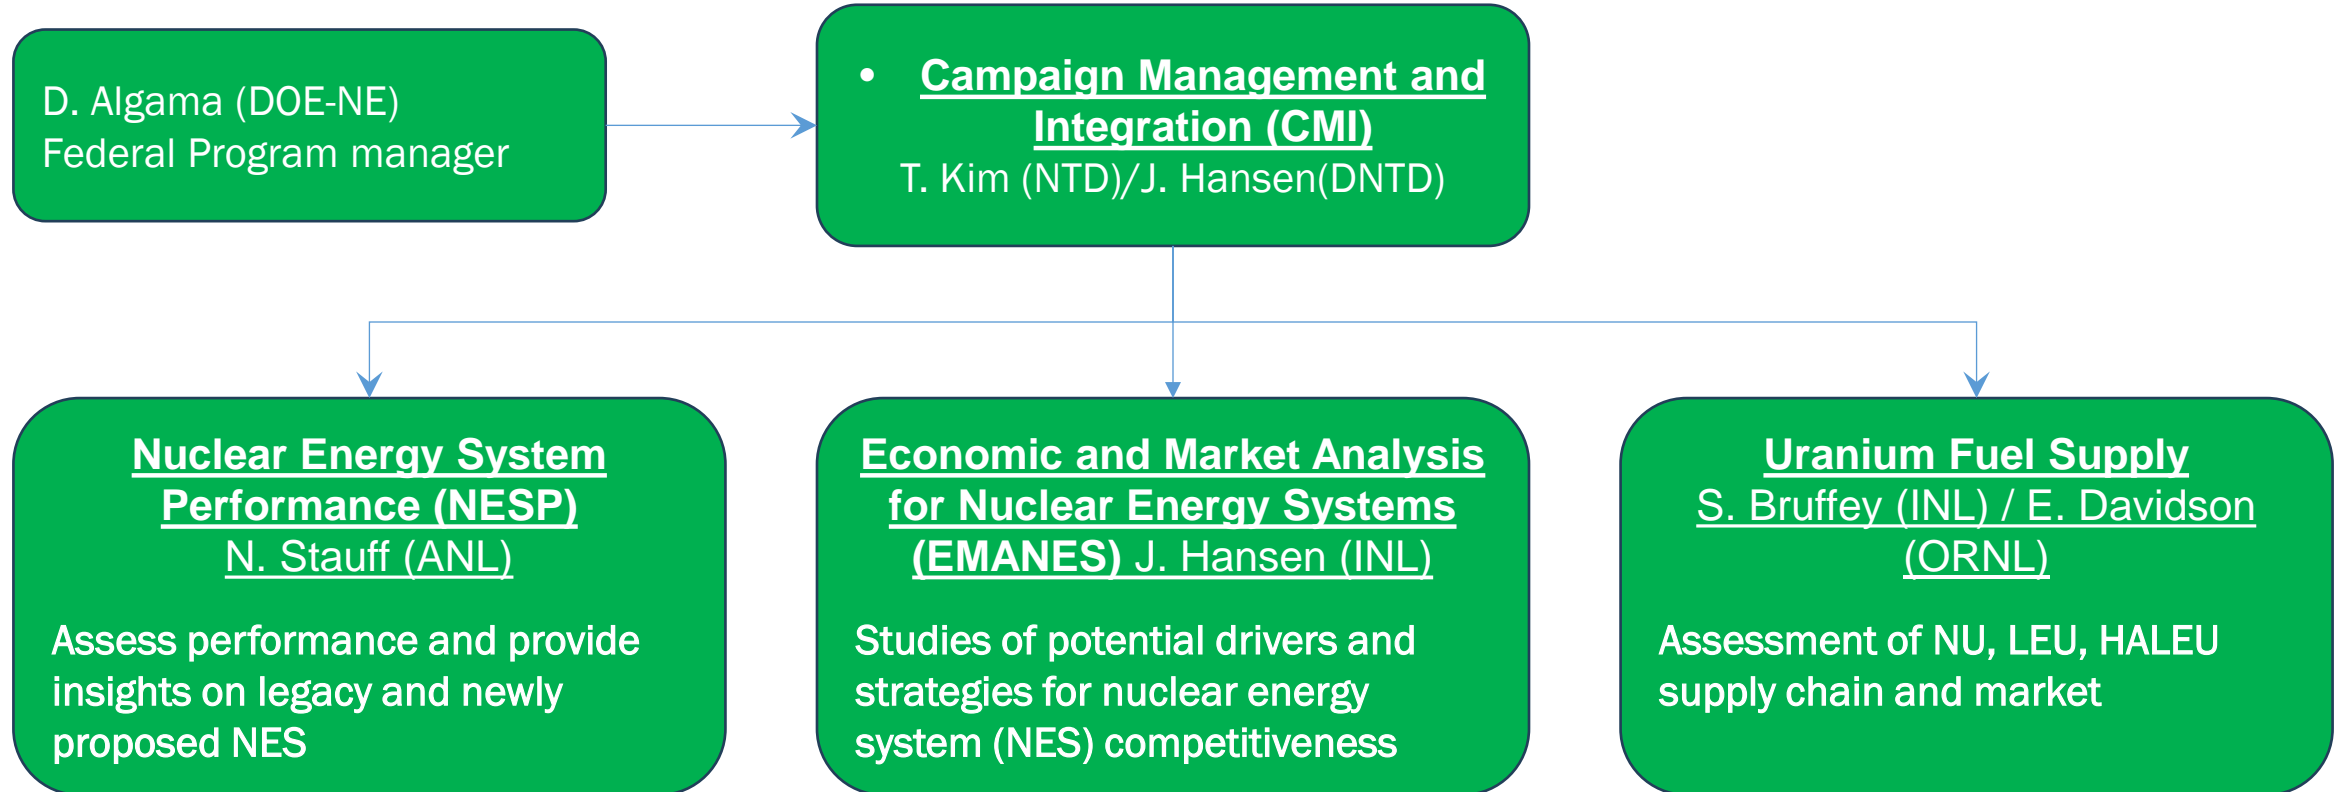 D. Algama (DOE-NE)
Federal Program manager
• Campaign Management and
Integration (CMI)
T. Kim (NTD)/J. Hansen(DNTD)
Nuclear Energy System
Performance (NESP)
N. Stauff (ANL)
Assess performance and provide
insights on legacy and newly
proposed NES
Economic and Market Analysis
for Nuclear Energy Systems
(EMANES) J. Hansen (INL)
Studies of potential drivers and
strategies for nuclear energy
system (NES) competitiveness
Uranium Fuel Supply
S. Bruffey (INL) / E. Davidson
(ORNL)
Assessment of NU, LEU, HALEU
supply chain and market